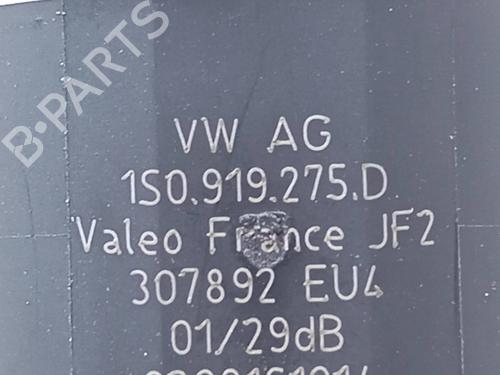 B-PARTS
VW AG
1S0.919.275.D
Valeo France JF2
307892 EU4
01/29dB